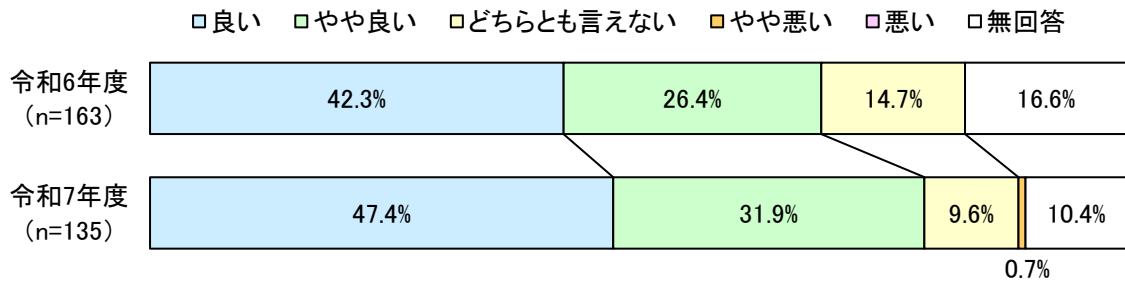 良い やや良い どちらとも言えない やや悪い 悪い 無回答
令和6年度
（n=163）
42.3% 26.4% 14.7% 16.6%
令和7年度
（n=135）
47.4% 31.9% 9.6% 10.4%
0.7%